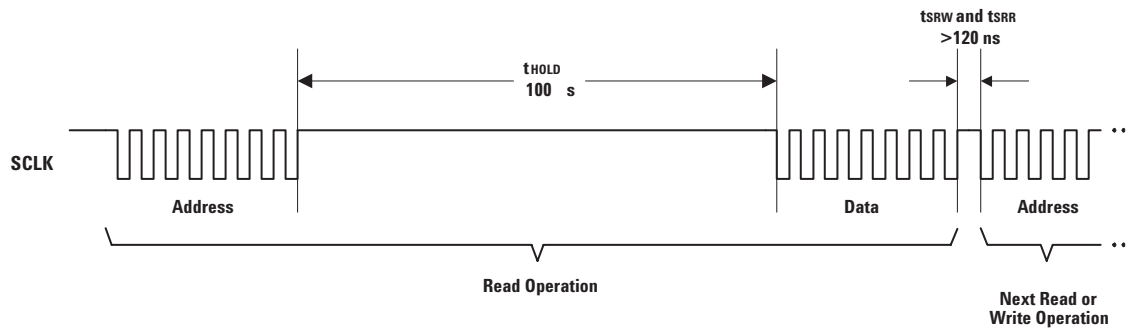 tSRW and tSRR
>120 ns
tHOLD
100 s
SCLK
Address
Data
Address
Read Operation
Next Read or
Write Operation